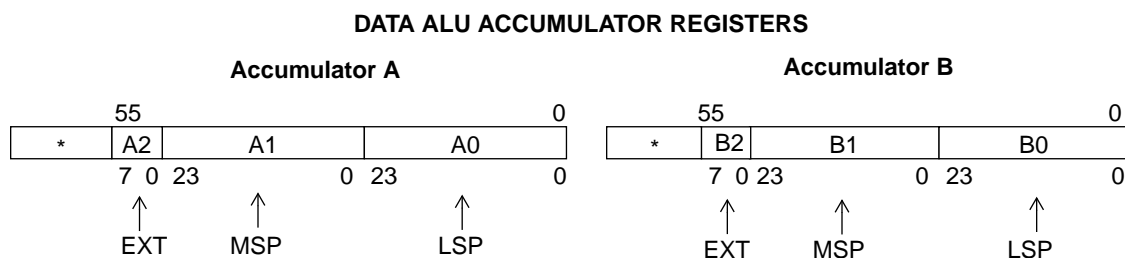 DATA ALU ACCUMULATOR REGISTERS
Accumulator A Accumulator B
55 0 55 0
* A2 A1 A0 * B2 B1 B0
7 0 23 0 23 0 7 0 23 0 23 0
EXT MSP LSP EXT MSP LSP